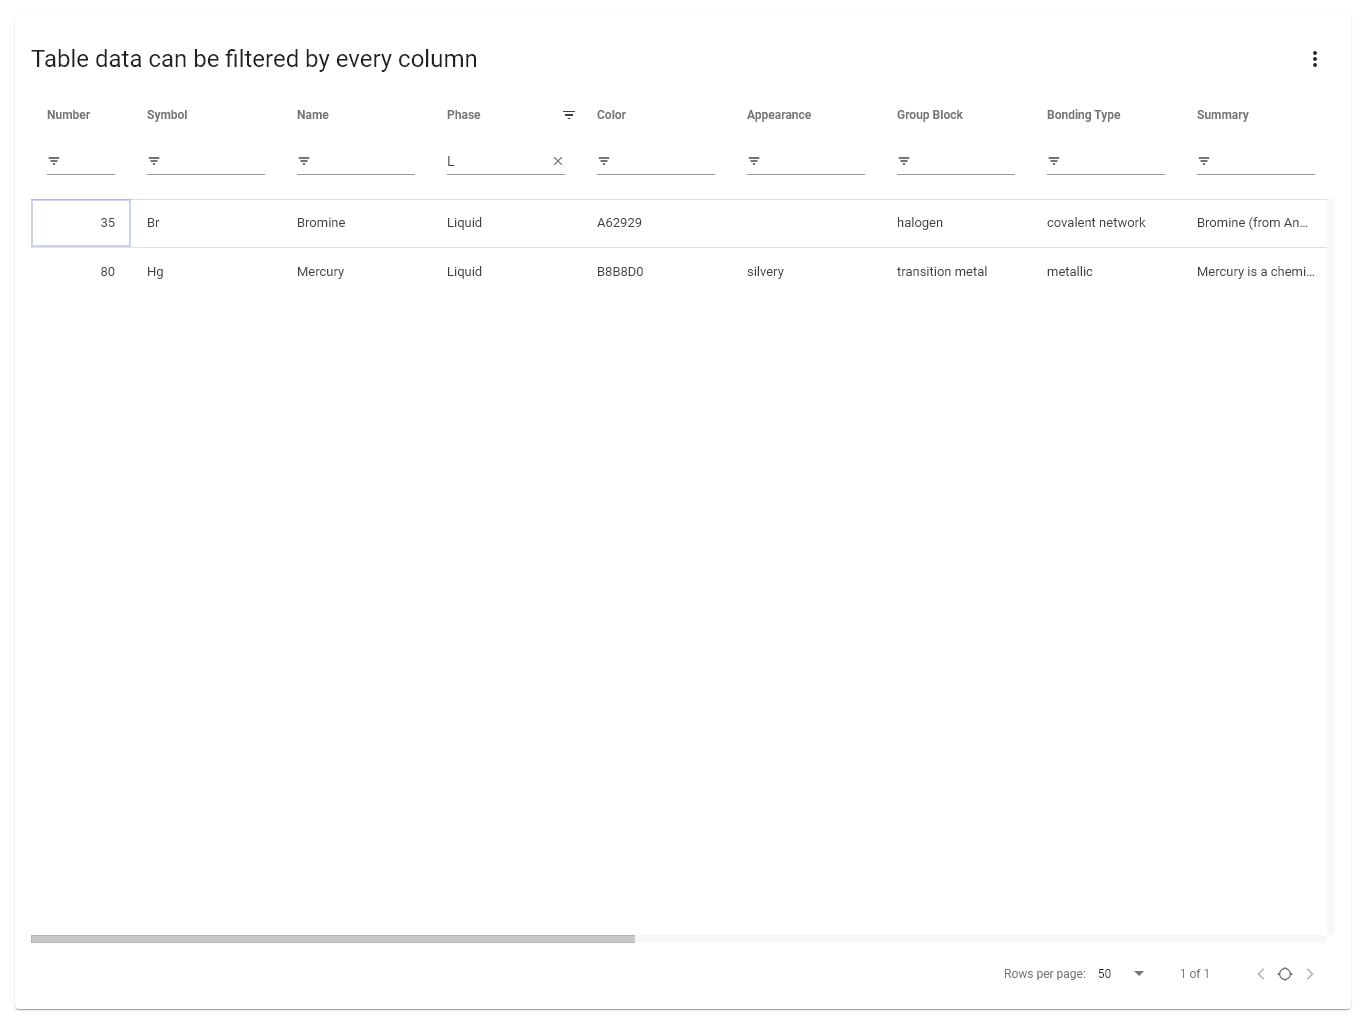 Table data can be filtered by every column
Number Symbol Name Phase Color Appearance Group Block Bonding Type Summary
L
35 Br Bromine Liquid A62929 halogen covalent network Bromine (from An...
80 Hg Mercury Liquid B8B8D0 silvery transition metal metallic Mercury is a chemi...
Rows per page: 50 1 of 1